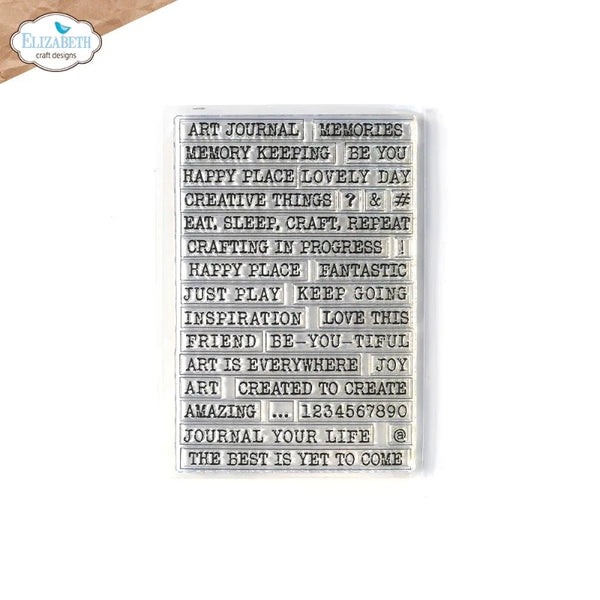 ELIZABETH
craft designs
ART JOURNAL MEMORIES
MEMORY KEEPING BE YOU
HAPPY PLACE LOVELY DAY
CREATIVE THINGS ? & #
EAT, SLEEP, CRAFT, REPEAT
CRAFTING IN PROGRESS !
HAPPY PLACE FANTASTIC
JUST PLAY KEEP GOING
INSPIRATION LOVE THIS
FRIEND BE-YOU-TIFUL
ART IS EVERYWHERE JOY
ART CREATED TO CREATE
AMAZING ... 1234567890
JOURNAL YOUR LIFE @
THE BEST IS YET TO COME